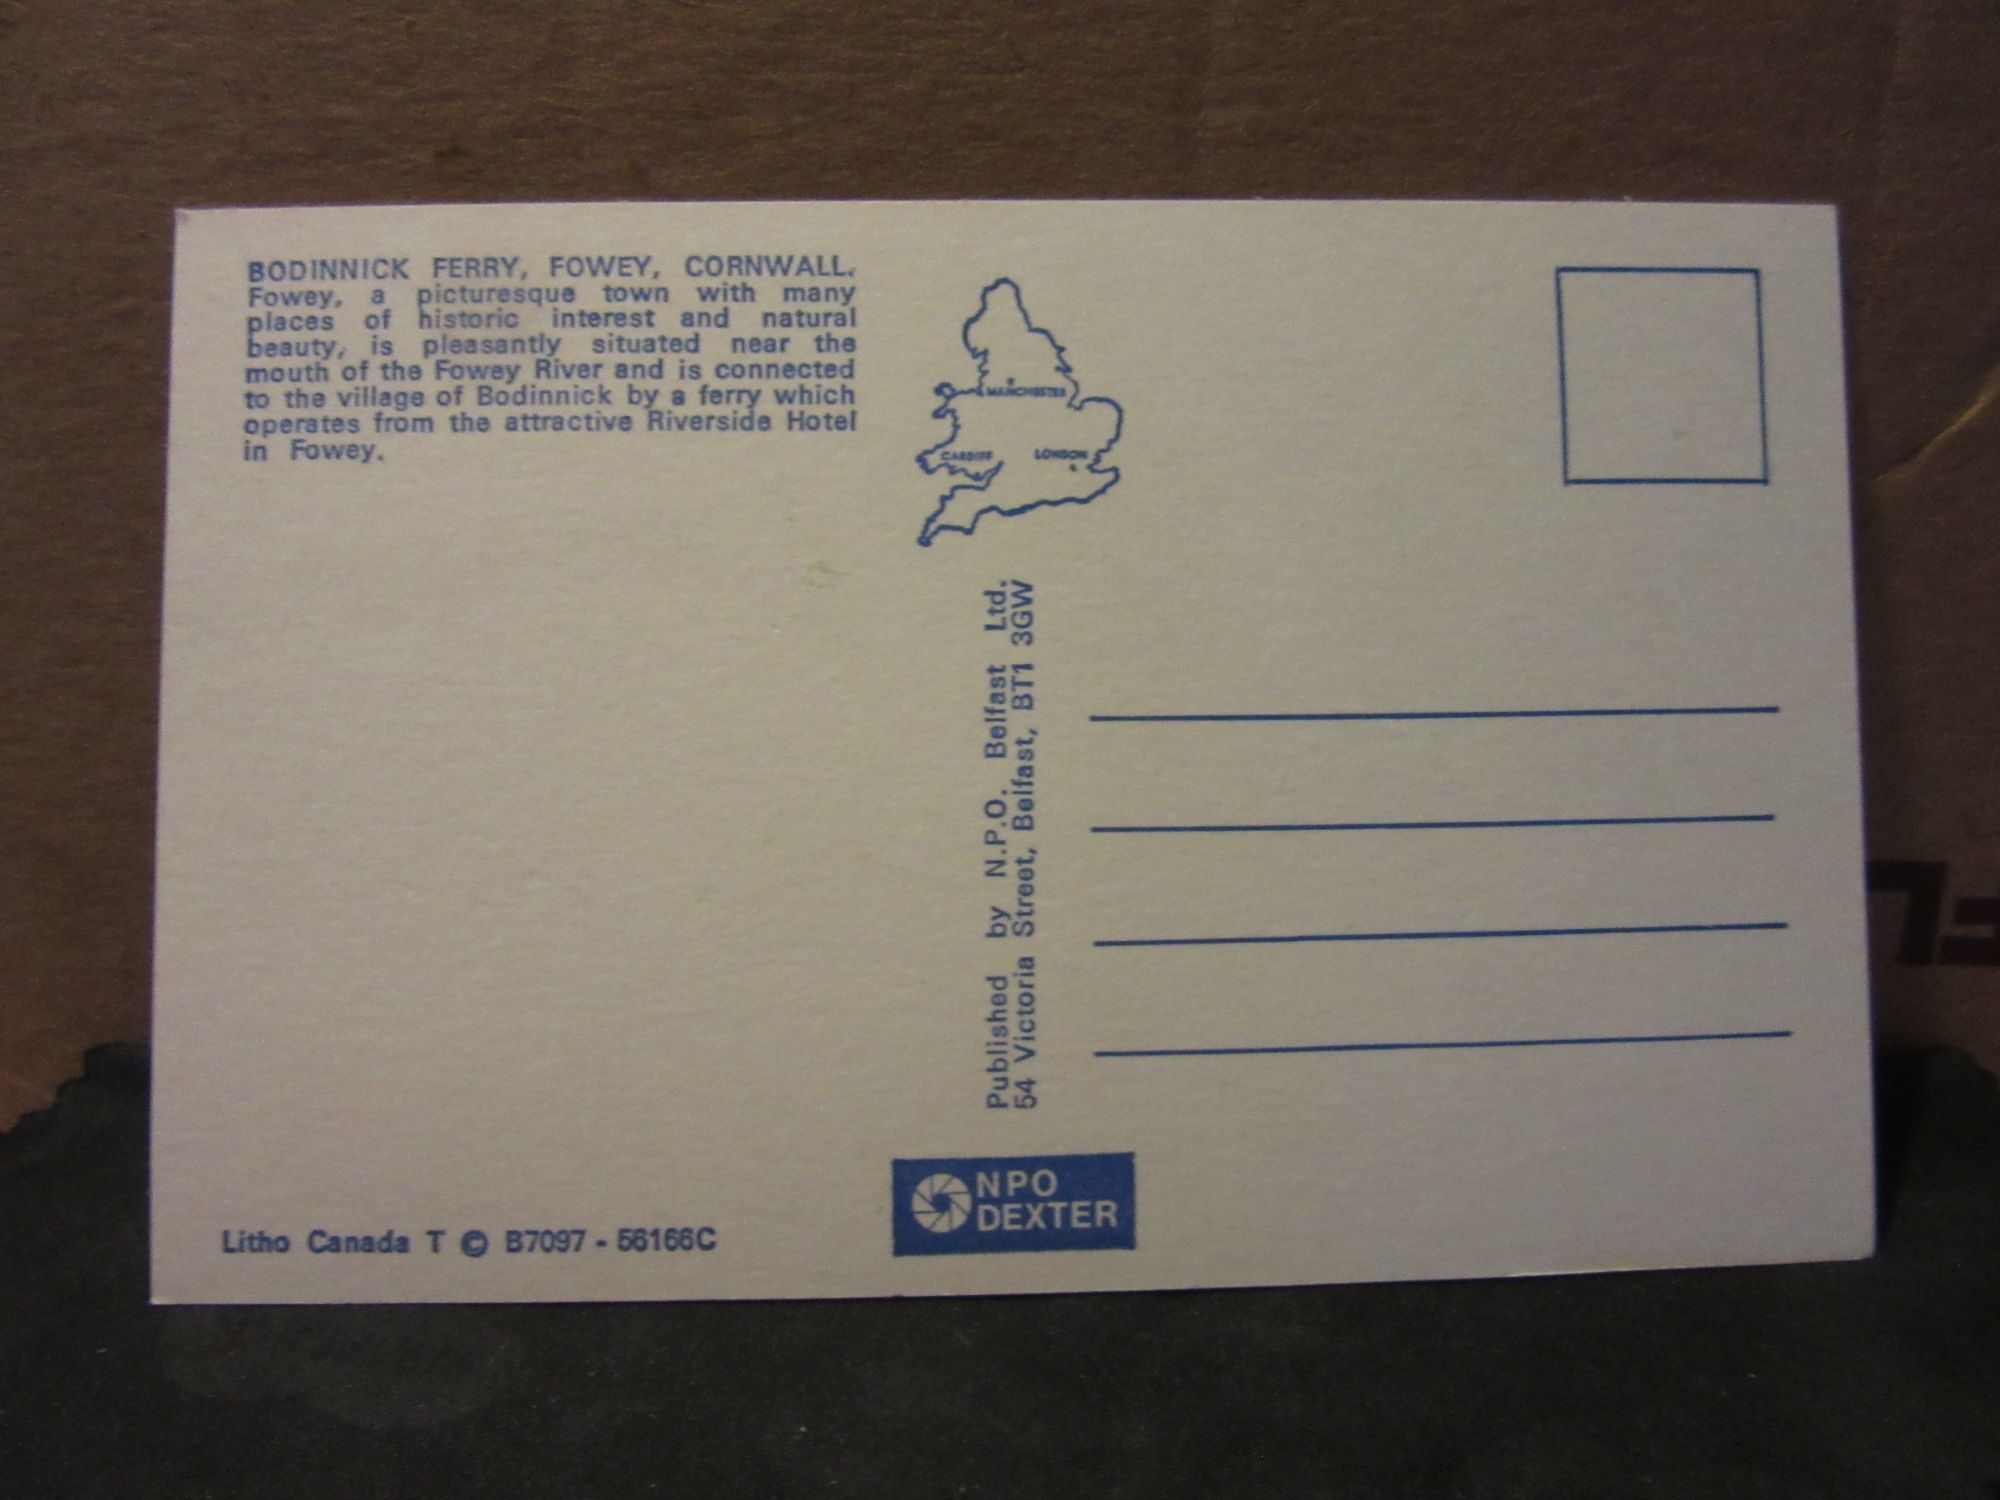 BODINNICK FERRY, FOWEY, CORNWALL.
Fowey, a picturesque town with many
places of historic interest and natural
beauty, is pleasantly situated near the
mouth of the Fowey River and is connected
to the village of Bodinnick by a ferry which
operates from the attractive Riverside Hotel
in Fowey.
MANCHESTER
CARDIFF
LONDON
Published by N.P.O. Belfast Ltd.
54 Victoria Street, Belfast, BT1 3GW
NPO
DEXTER
Litho Canada T © B7097 - 56166C